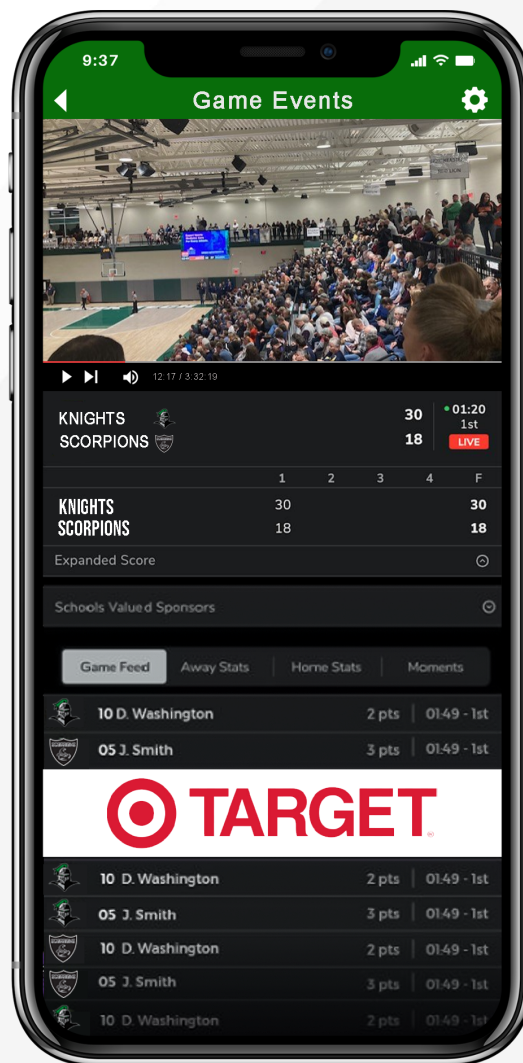 9:37
Game Events
12:17 / 3:32:19
KNIGHTS 30 01:20
1st
SCORPIONS 18 LIVE
1 2 3 4 F
KNIGHTS 30 30
SCORPIONS 18 18
Expanded Score
Schools Valued Sponsors
Game Feed Away Stats Home Stats Moments
10 D. Washington 2 pts 01:49 - 1st
05 J. Smith 3 pts 01:49 - 1st
TARGET
10 D. Washington 2 pts 01:49 - 1st
05 J. Smith 3 pts 01:49 - 1st
10 D. Washington 2 pts 01:49 - 1st
05 J. Smith 3 pts 01:49 - 1st
10 D. Washington 2 pts 01:49 - 1st